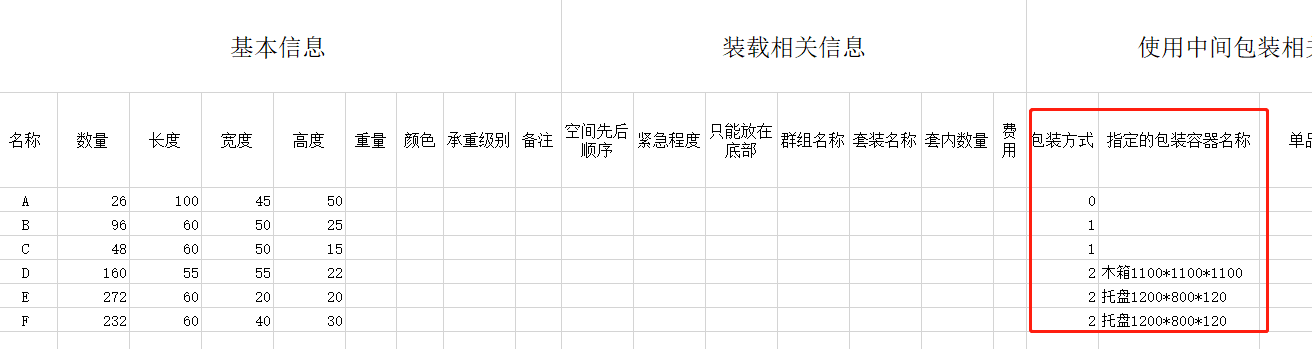 基本信息 装载相关信息 使用中间包装相
名称 数量 长度 宽度 高度 重量 颜色 承重级别 备注 空间先后顺序 紧急程度 只能放在底部 群组名称 套装名称 套内数量 费用 包装方式 指定的包装容器名称 单
A 26 100 45 50 0
B 96 60 50 25 1
C 48 60 50 15 1
D 160 55 55 22 2 木箱1100*1100*1100
E 272 60 20 20 2 托盘1200*800*120
F 232 60 40 30 2 托盘1200*800*120